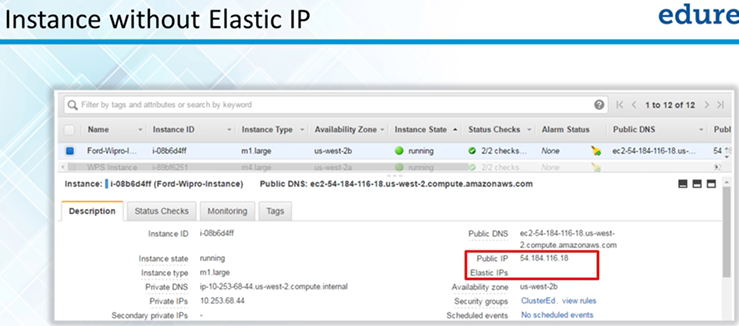 Instance without Elastic IP
edure
Filter by tags and attributes or search by keyword
1 to 12 of 12
Name Instance ID Instance Type Availability Zone Instance State Status Checks Alarm Status Public DNS Publ
Ford-Wipro-I... i-08b6d4ff m1.large us-west-2b running 2/2 checks... None ec2-54-184-116-18.us-... 54
WPS Instance i-89bf6251 m1.large us-west-2a running 2/2 checks... None
Instance: i-08b6d4ff (Ford-Wipro-Instance) Public DNS: ec2-54-184-116-18.us-west-2.compute.amazonaws.com
Description Status Checks Monitoring Tags
Instance ID i-08b6d4ff Public DNS ec2-54-184-116-18.us-west-
2.compute.amazonaws.com
Instance state running Public IP 54.184.116.18
Instance type m1.large Elastic IPs
Private DNS ip-10-253-68-44.us-west-2.compute.internal Availability zone us-west-2b
Private IPs 10.253.68.44 Security groups ClusterEd. view rules
Secondary private IPs - Scheduled events No scheduled events